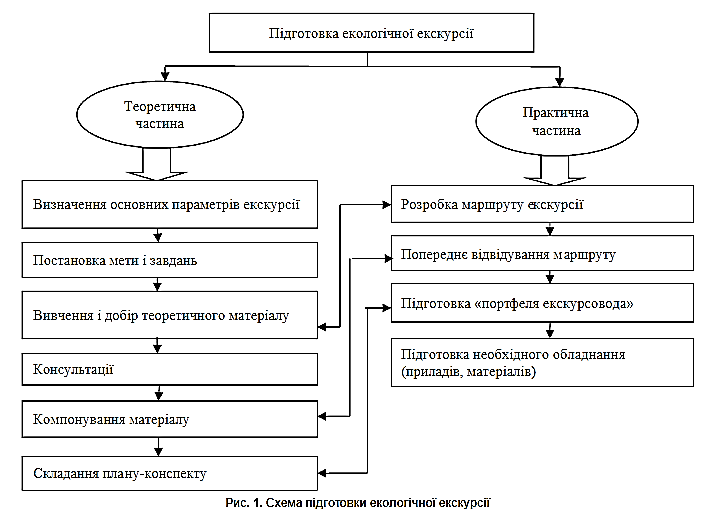 Підготовка екологічної екскурсії
Теоретична
частина
Практична
частина
Визначення основних параметрів екскурсії
Постановка мети і завдань
Вивчення і добір теоретичного матеріалу
Консультації
Компонування матеріалу
Складання плану-конспекту
Розробка маршруту екскурсії
Попереднє відвідування маршруту
Підготовка «портфеля екскурсовода»
Підготовка необхідного обладнання
(приладів, матеріалів)
Рис. 1. Схема підготовки екологічної екскурсії